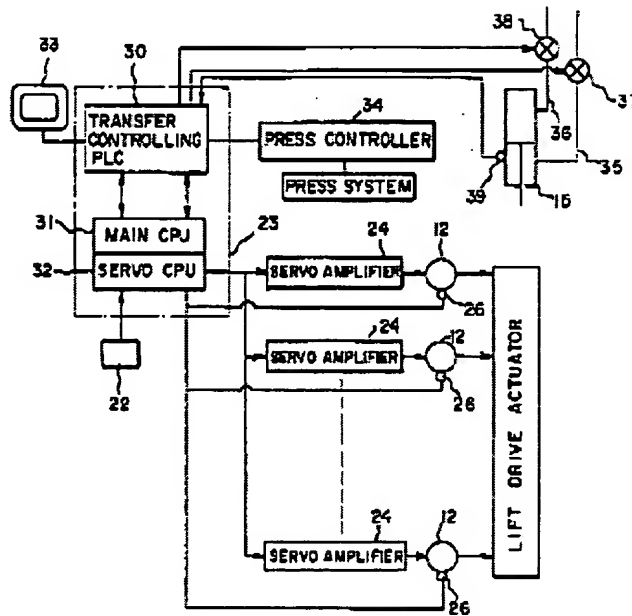 33
30
38
37
TRANSFER
CONTROLLING
PLC
34
PRESS CONTROLLER
PRESS SYSTEM
36
35
39
15
31
MAIN CPU
23
32
SERVO CPU
24
SERVO AMPLIFIER
12
26
22
24
SERVO AMPLIFIER
12
26
24
SERVO AMPLIFIER
12
26
LIFT DRIVE ACTUATOR